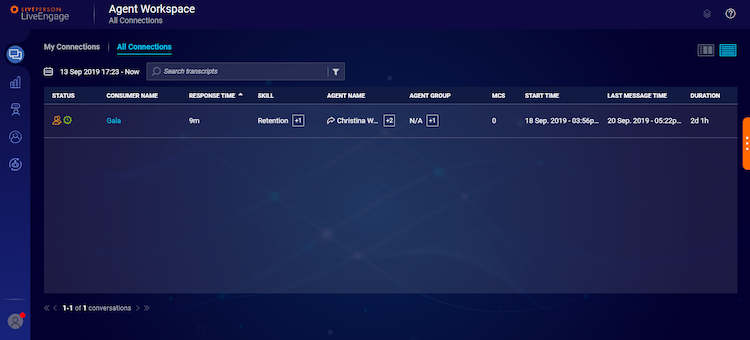 LIVEPERSON
LiveEngage
Agent Workspace
All Connections
My Connections
All Connections
13 Sep 2019 17:23 - Now
Search transcripts
STATUS CONSUMER NAME RESPONSE TIME SKILL AGENT NAME AGENT GROUP MCS START TIME LAST MESSAGE TIME DURATION
Gala 9m Retention +1 Christina W... +2 N/A +1 0 18 Sep. 2019 - 03:56p... 20 Sep. 2019 - 05:22p... 2d 1h
1-1 of 1 conversations